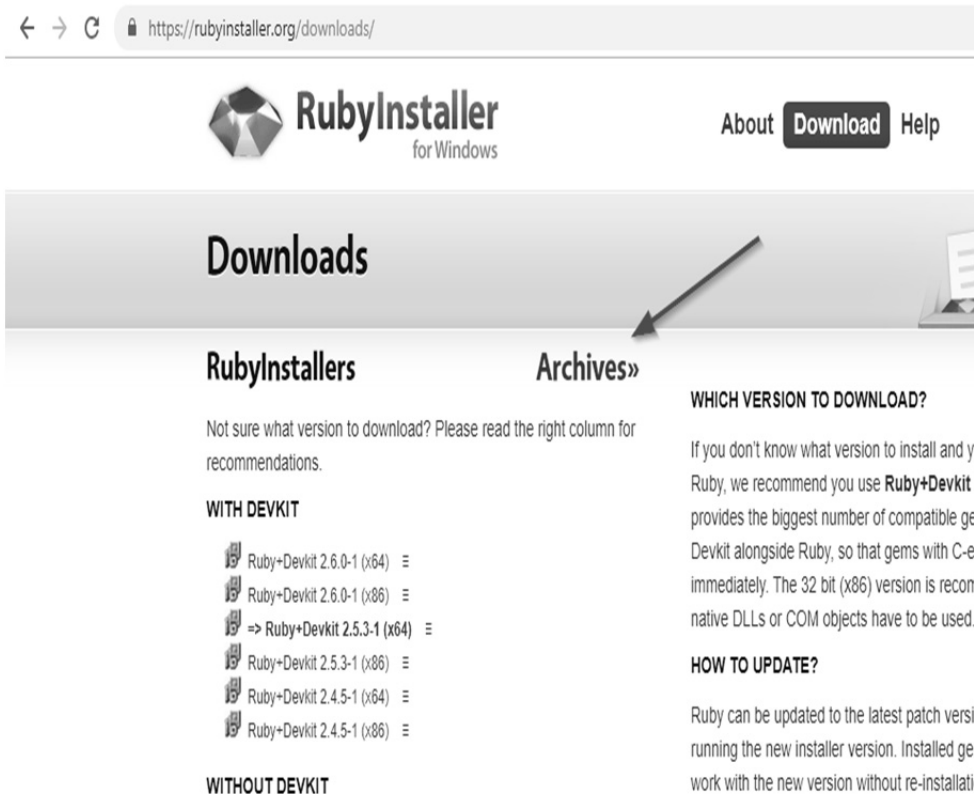 https://rubyinstaller.org/downloads/
RubyInstaller
for Windows
About Download Help
Downloads
RubyInstallers
Archives»
Not sure what version to download? Please read the right column for
recommendations.
WITH DEVKIT
Ruby+Devkit 2.6.0-1 (x64)
Ruby+Devkit 2.6.0-1 (x86)
=> Ruby+Devkit 2.5.3-1 (x64)
Ruby+Devkit 2.5.3-1 (x86)
Ruby+Devkit 2.4.5-1 (x64)
Ruby+Devkit 2.4.5-1 (x86)
WITHOUT DEVKIT
WHICH VERSION TO DOWNLOAD?
If you don't know what version to install and y
Ruby, we recommend you use Ruby+Devkit
provides the biggest number of compatible ge
Devkit alongside Ruby, so that gems with C-e
immediately. The 32 bit (x86) version is recom
native DLLs or COM objects have to be used.
HOW TO UPDATE?
Ruby can be updated to the latest patch versi
running the new installer version. Installed ge
work with the new version without re-installati